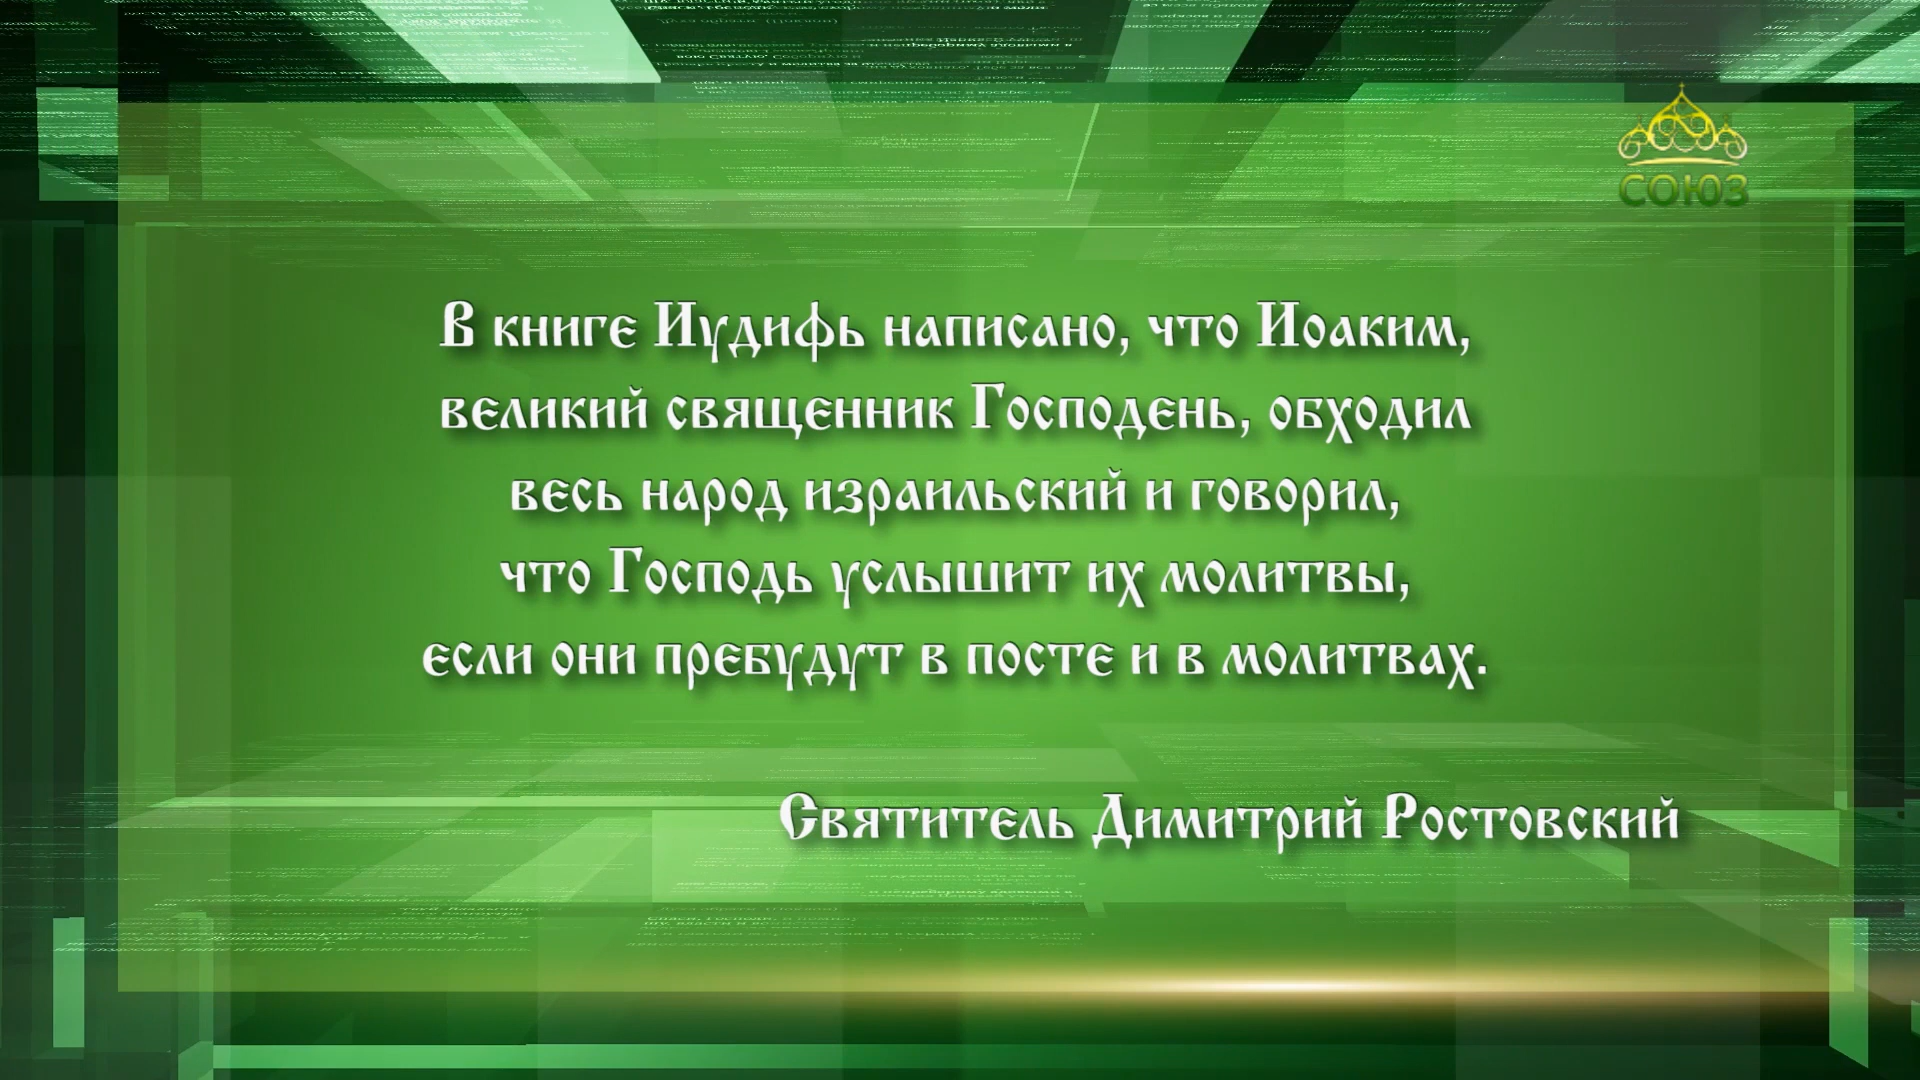 СОЮЗ
В книге Иудифь написано, что Иоаким,
великий священник Господень, обходил
весь народ израильский и говорил,
что Господь услышит их молитвы,
если они пребудут в посте и в молитвах.
Святитель Димитрий Ростовский